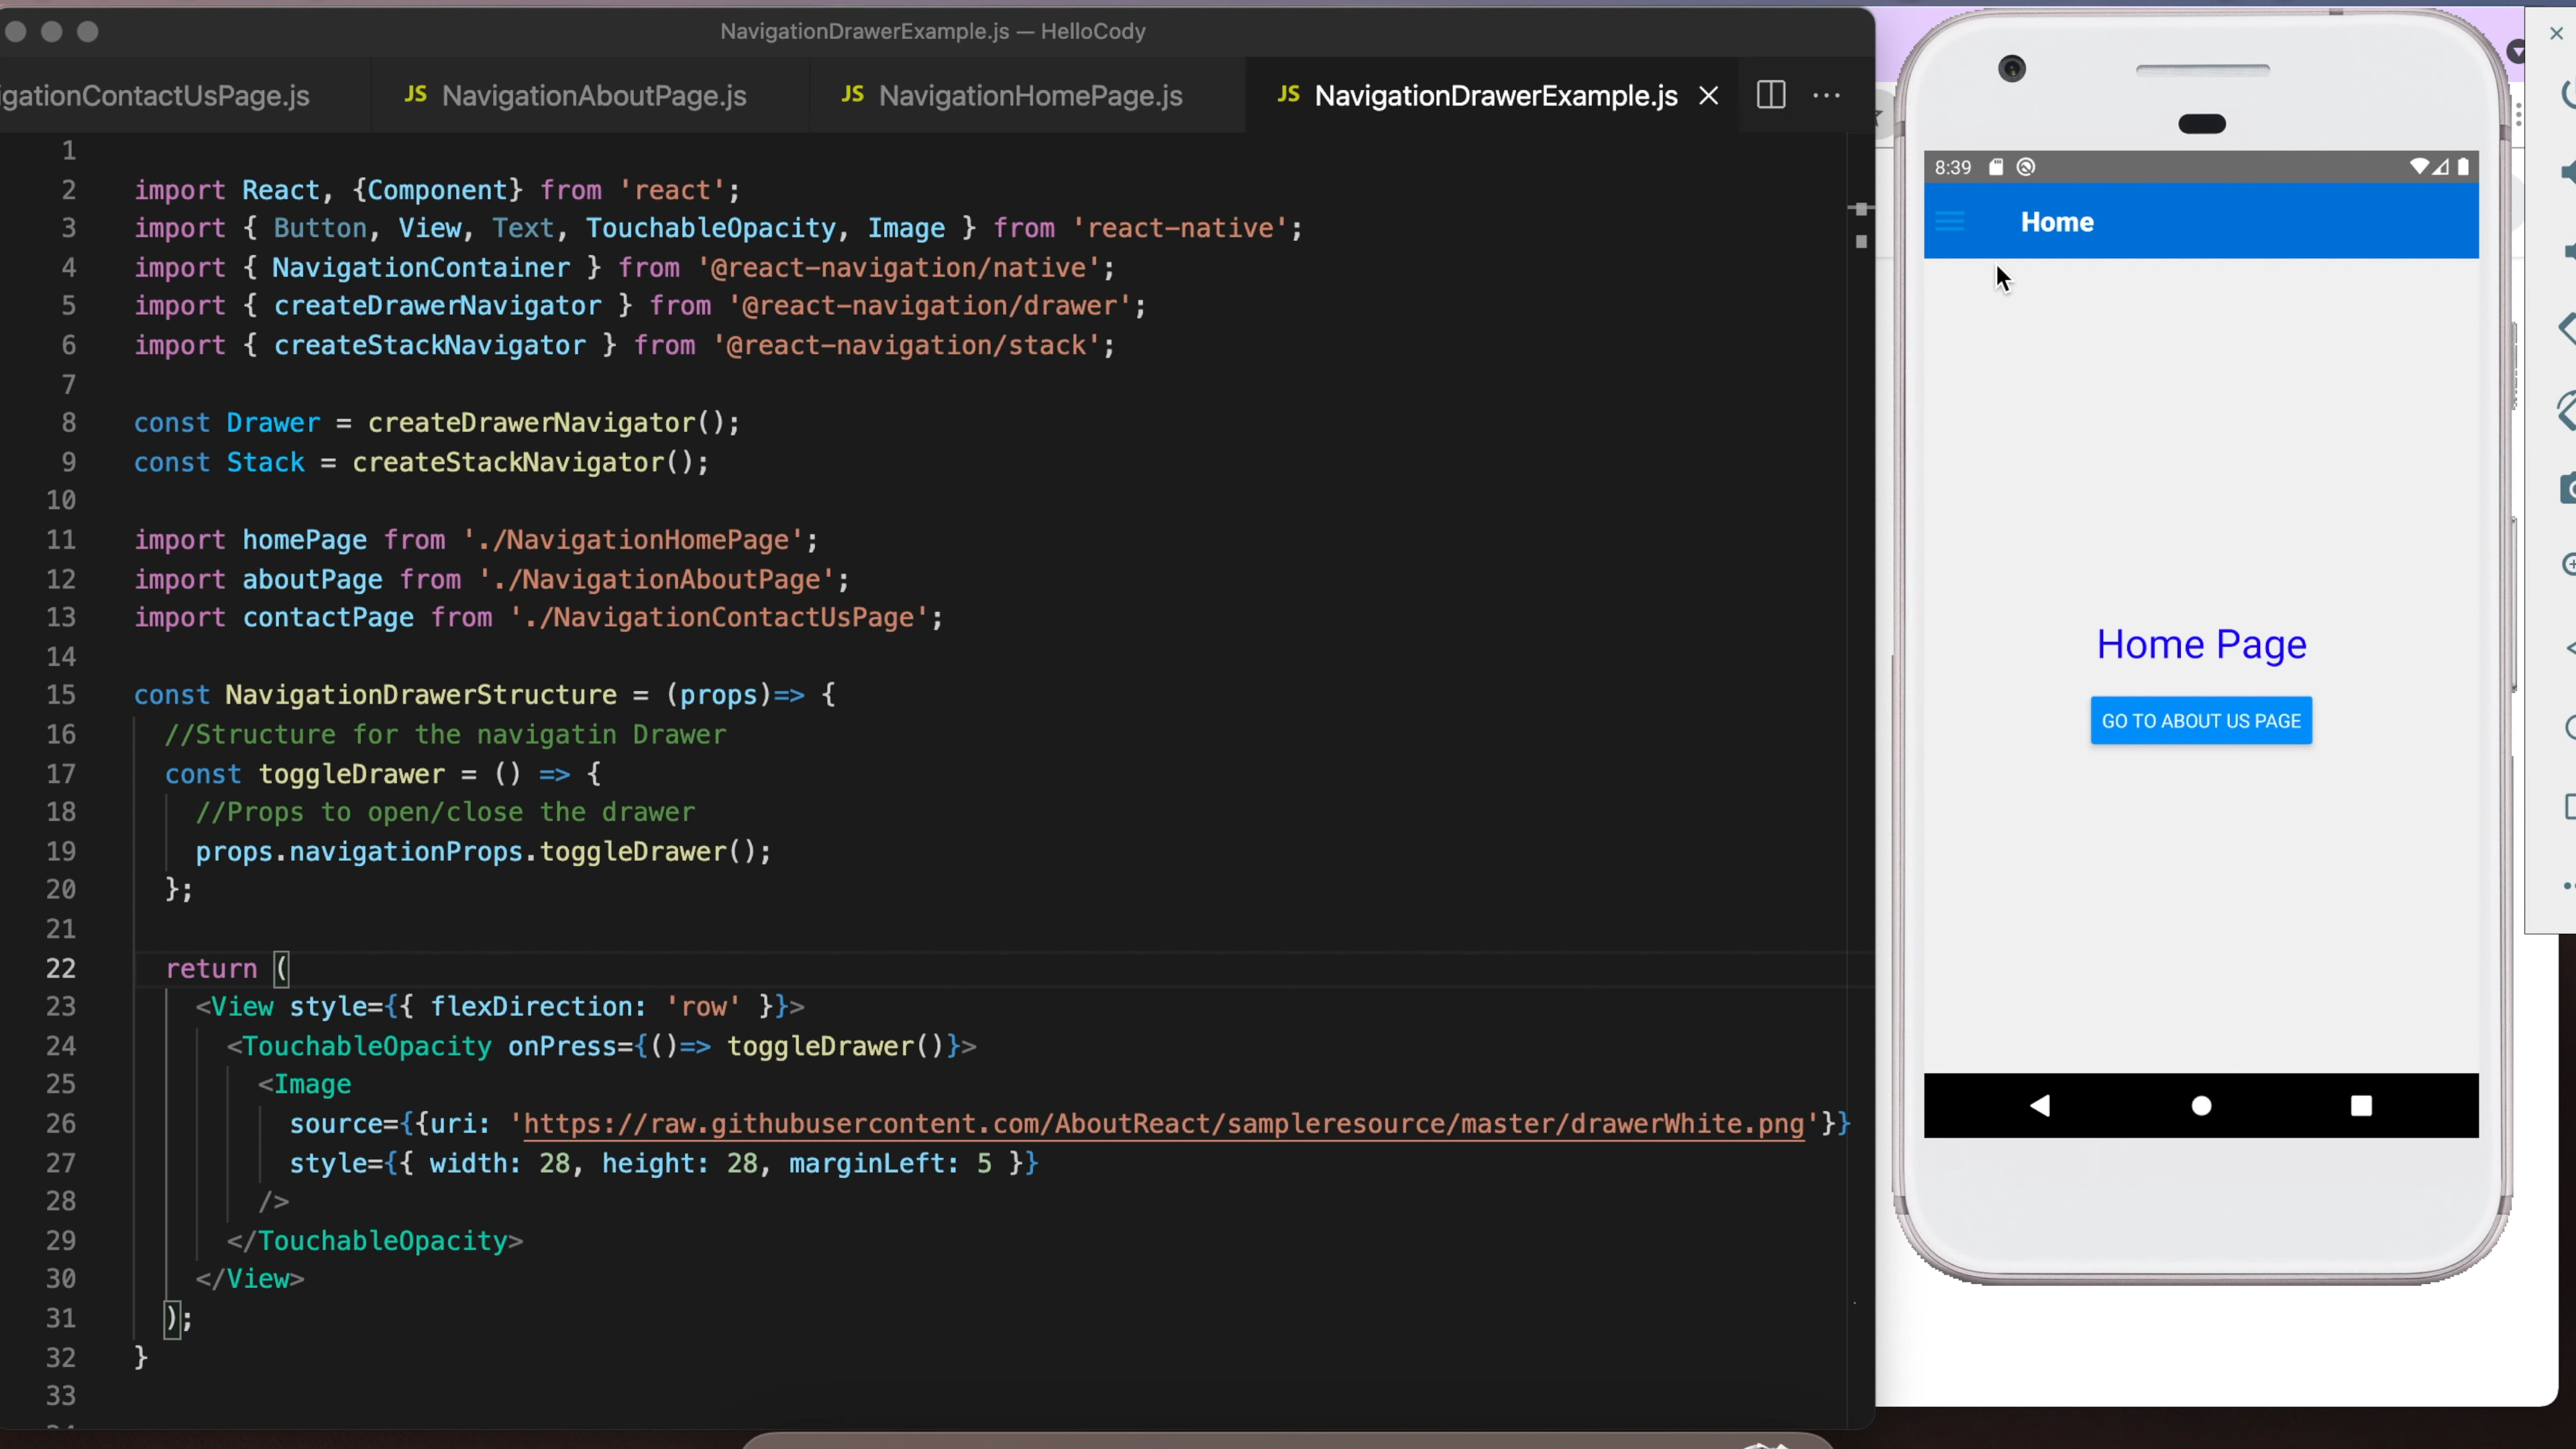 NavigationDrawerExample.js — HelloCody
igationContactUsPage.js
JS NavigationAboutPage.js
JS NavigationHomePage.js
JS NavigationDrawerExample.js
1
2 import React, {Component} from 'react';
3 import { Button, View, Text, TouchableOpacity, Image } from 'react-native';
4 import { NavigationContainer } from '@react-navigation/native';
5 import { createDrawerNavigator } from '@react-navigation/drawer';
6 import { createStackNavigator } from '@react-navigation/stack';
7
8 const Drawer = createDrawerNavigator();
9 const Stack = createStackNavigator();
10
11 import homePage from './NavigationHomePage';
12 import aboutPage from './NavigationAboutPage';
13 import contactPage from './NavigationContactUsPage';
14
15 const NavigationDrawerStructure = (props)=> {
16 //Structure for the navigatin Drawer
17 const toggleDrawer = () => {
18 //Props to open/close the drawer
19 props.navigationProps.toggleDrawer();
20 };
21
22 return (
23 <View style={{ flexDirection: 'row' }}>
24 <TouchableOpacity onPress={()=> toggleDrawer()}>
25 <Image
26 source={{uri: 'https://raw.githubusercontent.com/AboutReact/sampleresource/master/drawerWhite.png'}}
27 style={{ width: 28, height: 28, marginLeft: 5 }}
28 />
29 </TouchableOpacity>
30 </View>
31 );
32 }
33
8:39
Home
Home Page
GO TO ABOUT US PAGE